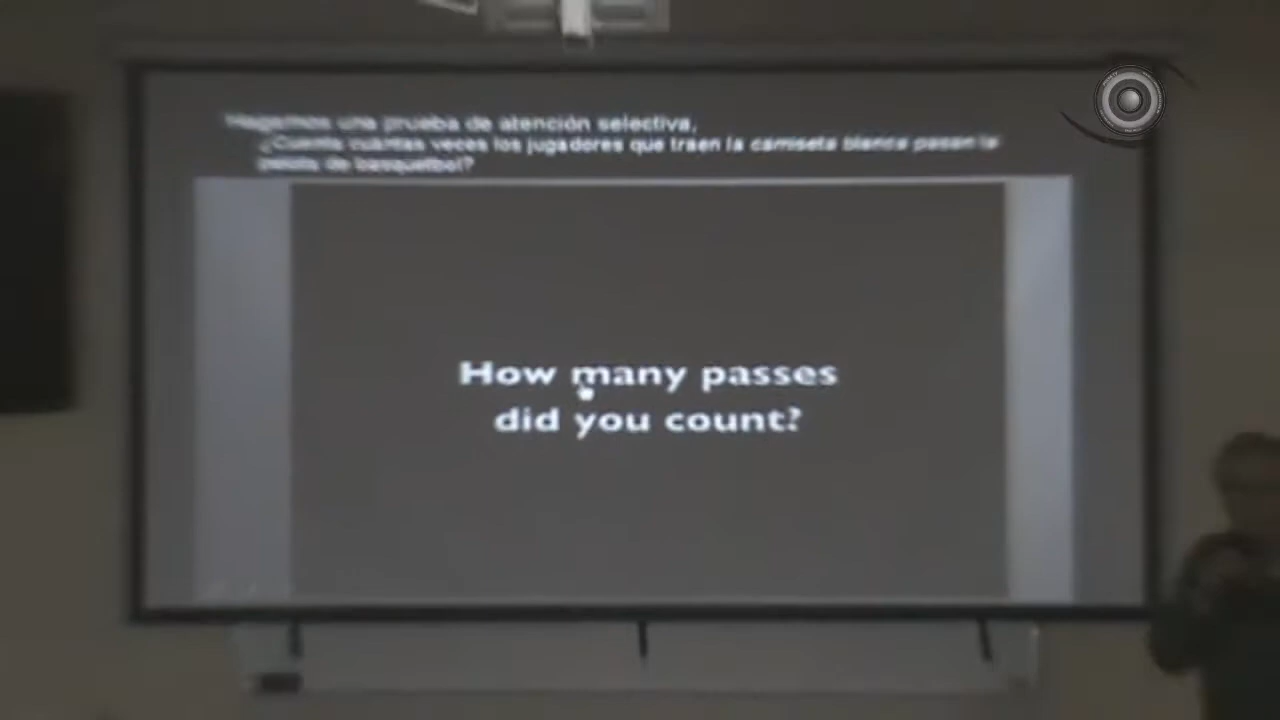 Hagamos una prueba de atención selectiva,
¿Cuenta cuántas veces los jugadores que traen la camiseta blanca pasan la
pelota de basquetbol?
How many passes
did you count?